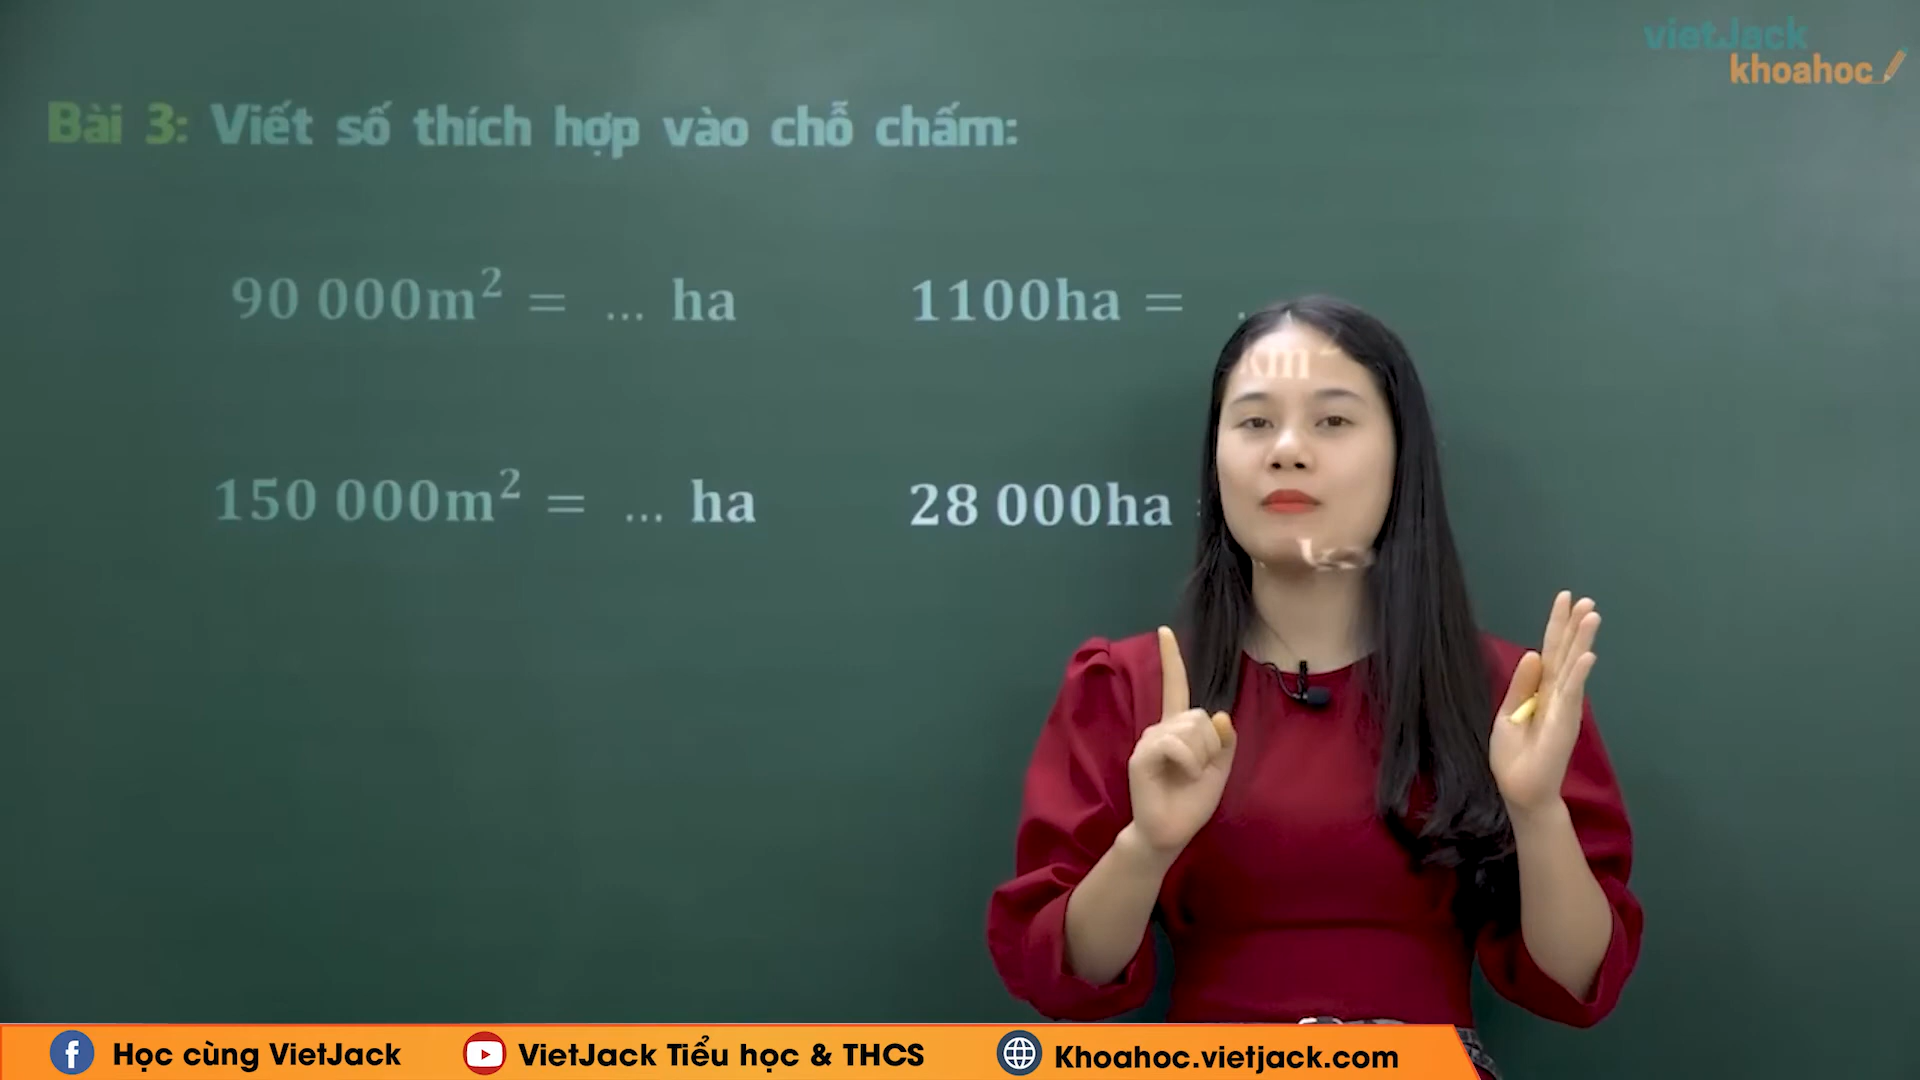 vietJack
khoahoc
Bài 3: Viết số thích hợp vào chỗ chấm:
90 000m² = ... ha
1100ha =
km²
150 000m² = ... ha
28 000ha
Học cùng VietJack
VietJack Tiểu học & THCS
Khoahoc.vietjack.com